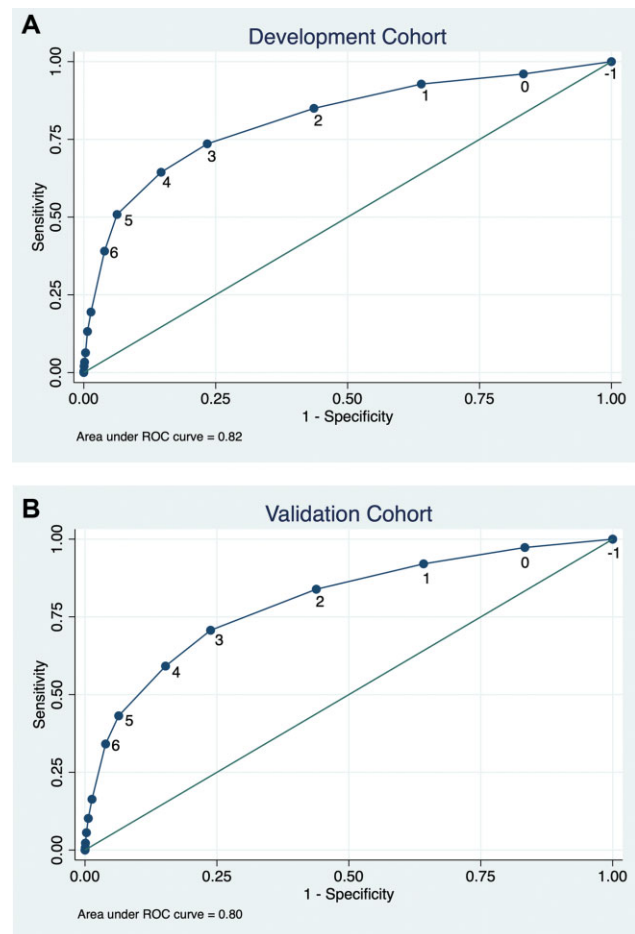 A
Development Cohort
Sensitivity
1.00
0.75
0.50
0.25
0.00
-1
0
1
2
3
4
5
6
0.00 0.25 0.50 0.75 1.00
1 - Specificity
Area under ROC curve = 0.82
B
Validation Cohort
Sensitivity
1.00
0.75
0.50
0.25
0.00
-1
0
1
2
3
4
5
6
0.00 0.25 0.50 0.75 1.00
1 - Specificity
Area under ROC curve = 0.80